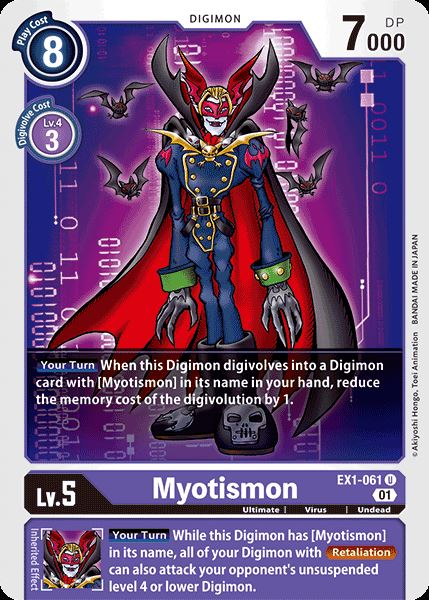 Play Cost
8
DIGIMON
DP
7000
Digivolve Cost
Lv.4
3
Your Turn When this Digimon digivolves into a Digimon
card with [Myotismon] in its name in your hand, reduce
the memory cost of the digivolution by 1.
©Akiyoshi Hongo, Toei Animation BANDAI MADE IN JAPAN
EX1-061 U
01
Lv.5
Myotismon
Ultimate | Virus | Undead
Inherited Effect
Your Turn While this Digimon has [Myotismon]
in its name, all of your Digimon with Retaliation
can also attack your opponent's unsuspended
level 4 or lower Digimon.